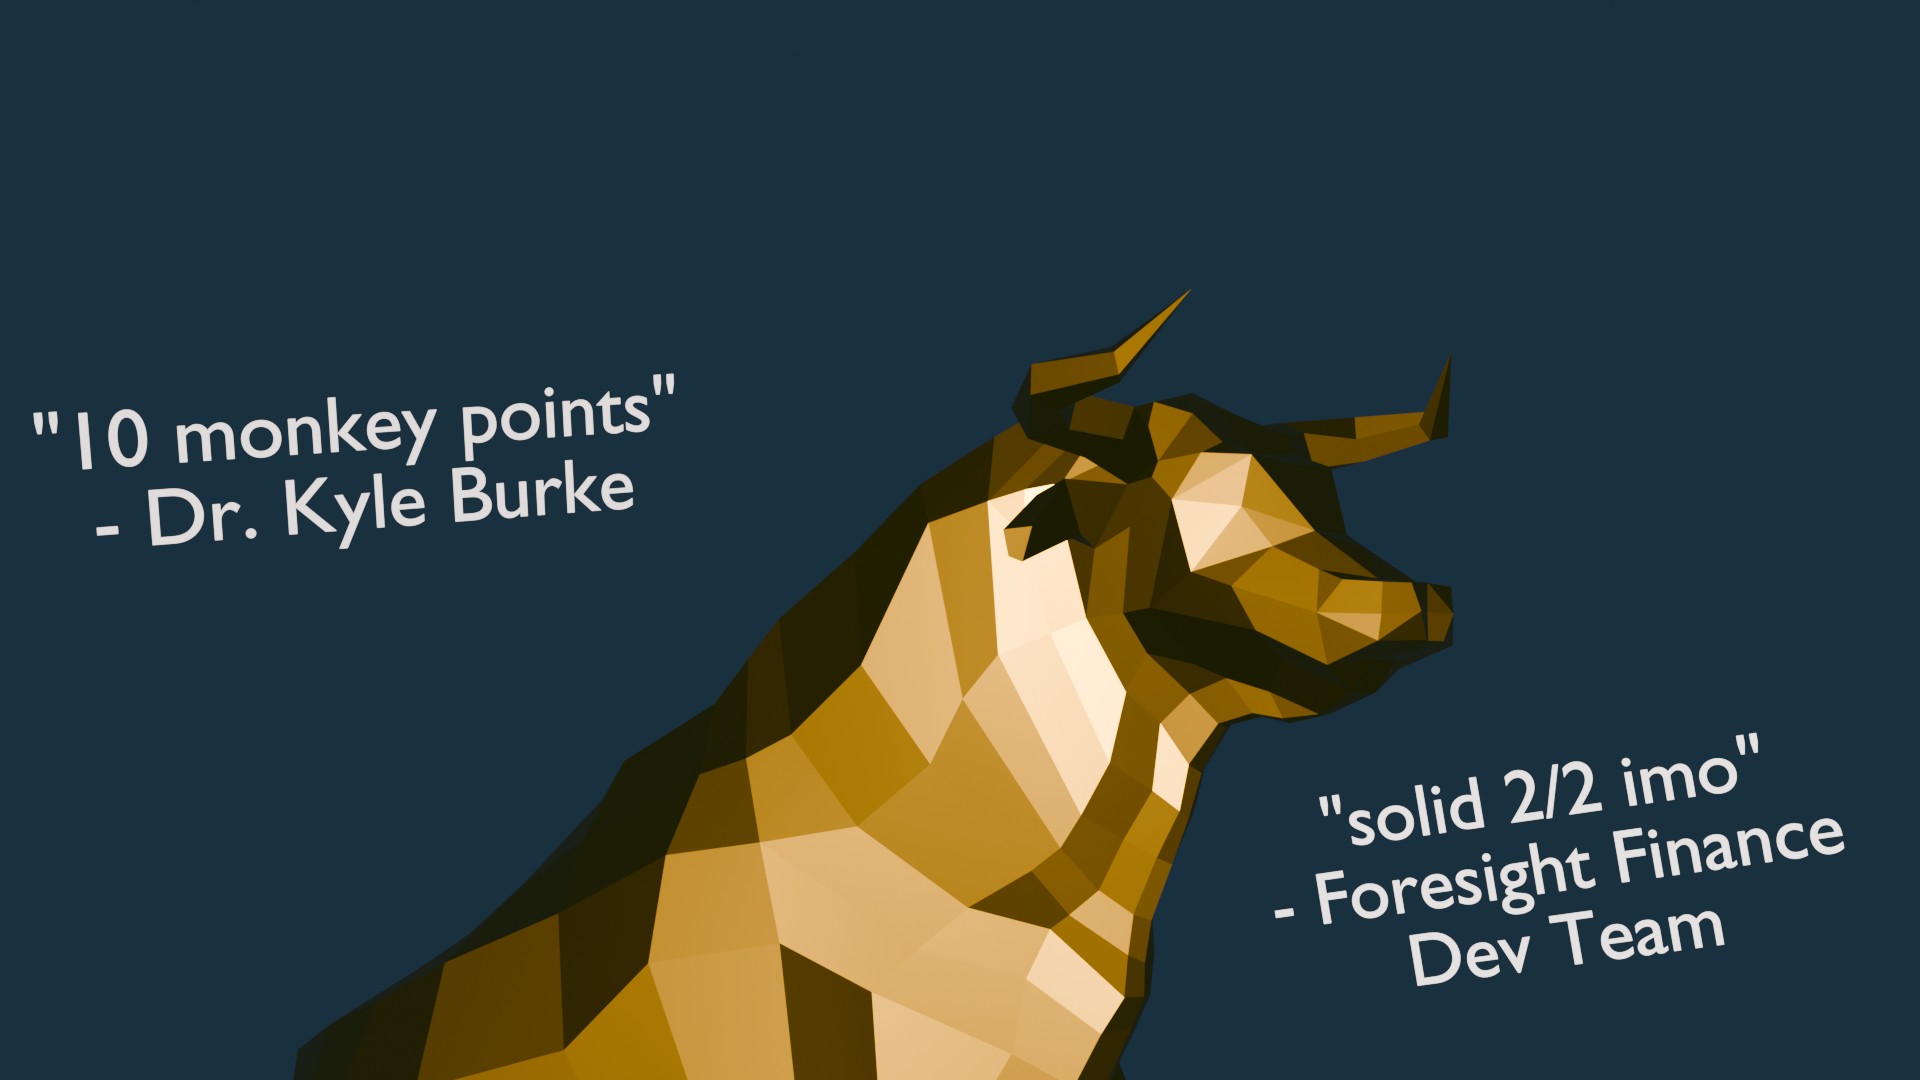 "10 monkey points"
- Dr. Kyle Burke
"solid 2/2 imo"
- Foresight Finance
Dev Team